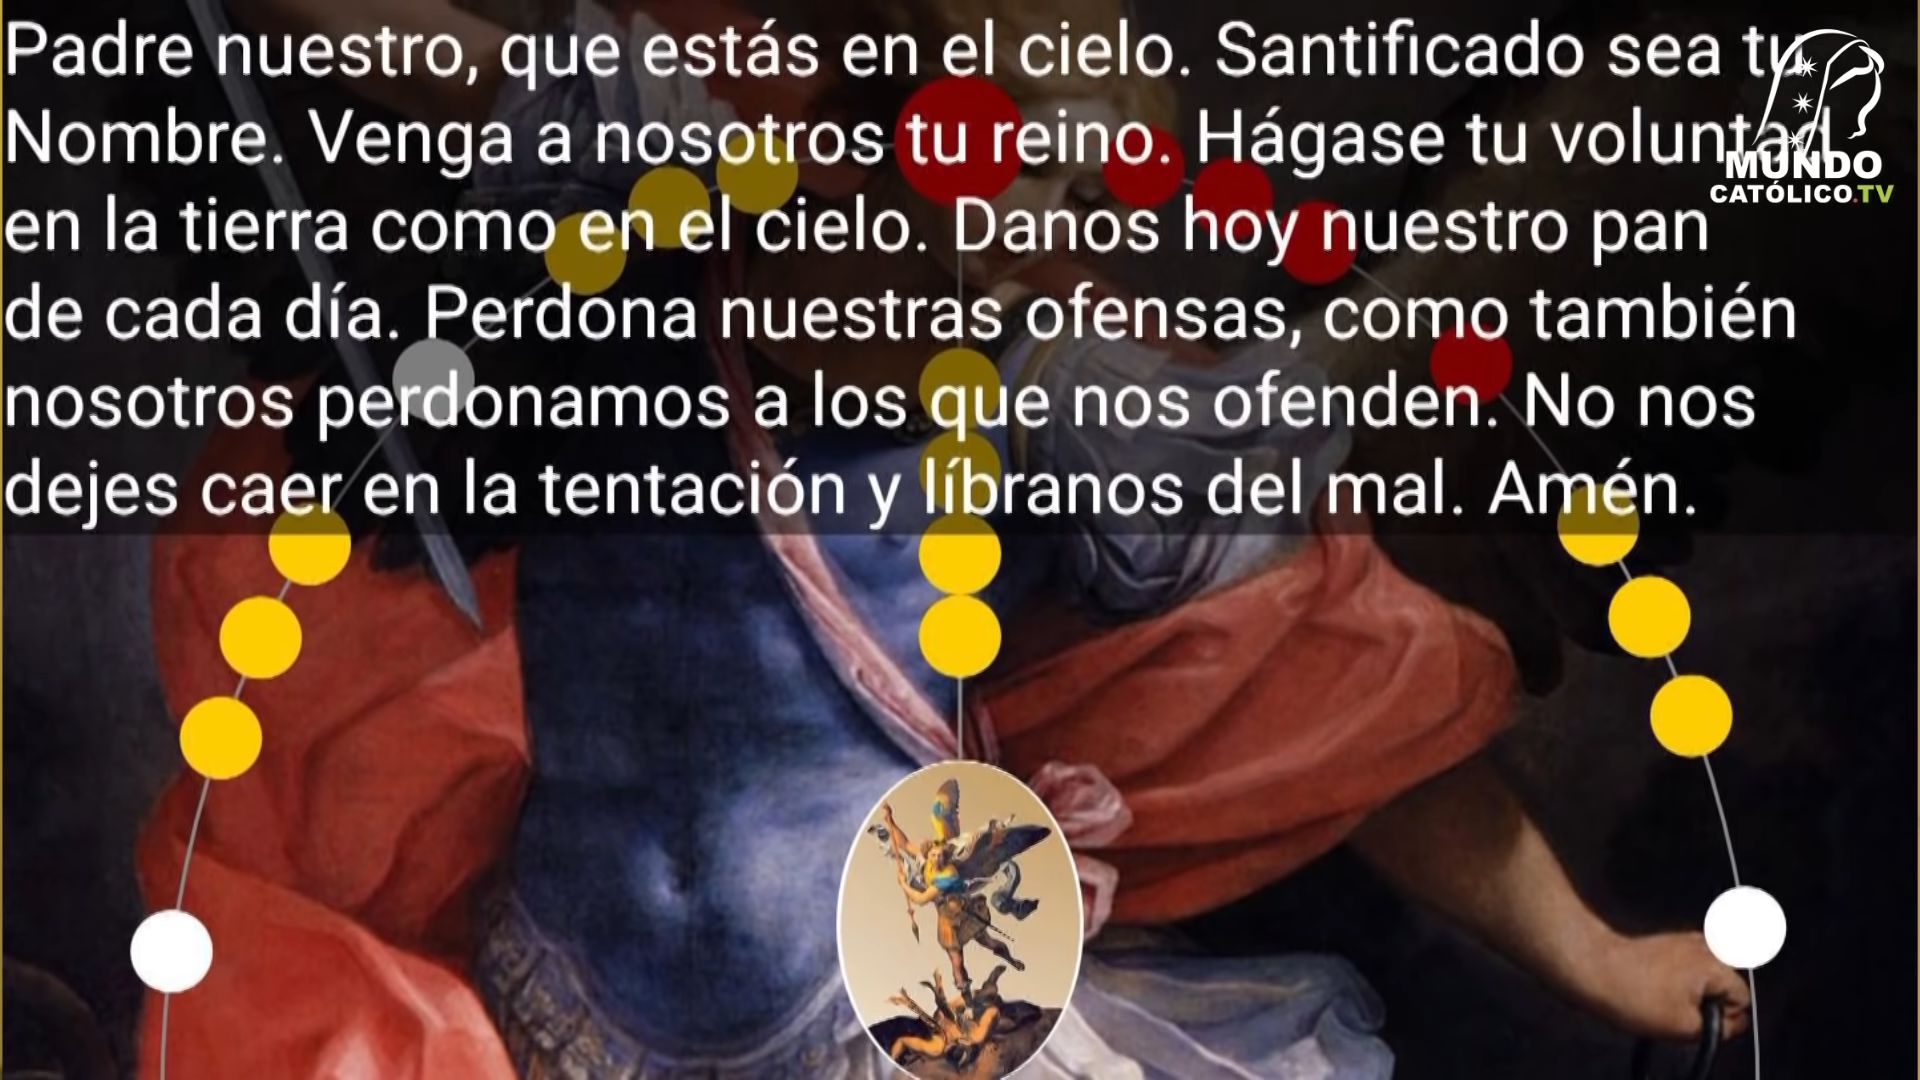 Padre nuestro, que estás en el cielo. Santificado sea tu
Nombre. Venga a nosotros tu reino. Hágase tu voluntad
en la tierra como en el cielo. Danos hoy nuestro pan
de cada día. Perdona nuestras ofensas, como también
nosotros perdonamos a los que nos ofenden. No nos
dejes caer en la tentación y líbranos del mal. Amén.
MUNDO
CATÓLICO.TV